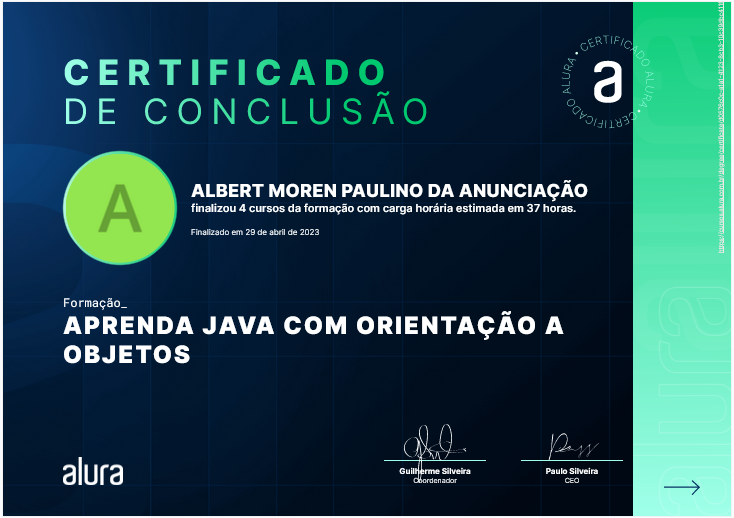 CERTIFICADO
DE CONCLUSÃO
CERTIFICADO ALURA • CERTIFICADO ALURA •
a
A
ALBERT MOREN PAULINO DA ANUNCIAÇÃO
finalizou 4 cursos da formação com carga horária estimada em 37 horas.
Finalizado em 29 de abril de 2023
Formação_
APRENDA JAVA COM ORIENTAÇÃO A
OBJETOS
alura
Guilherme Silveira
Coordenador
Paulo Silveira
CEO
alura